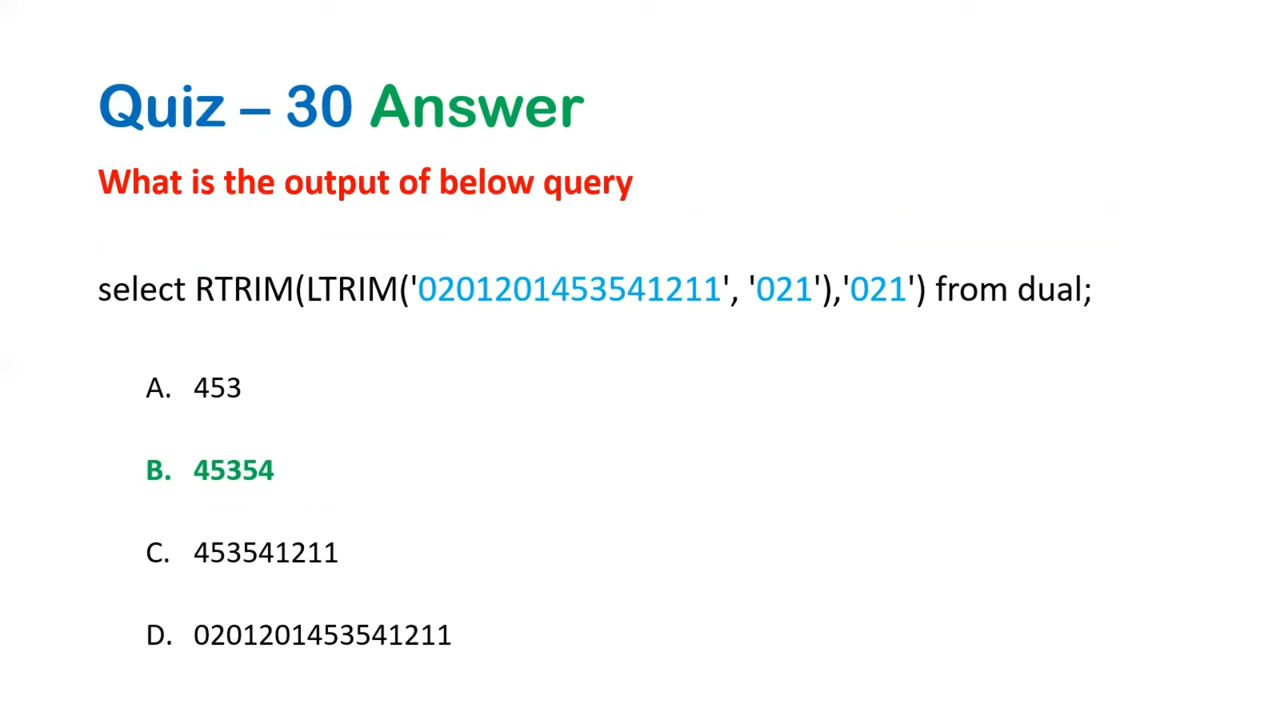 Quiz – 30 Answer
What is the output of below query
select RTRIM(LTRIM('0201201453541211', '021'),'021') from dual;
A. 453
B. 45354
C. 453541211
D. 0201201453541211